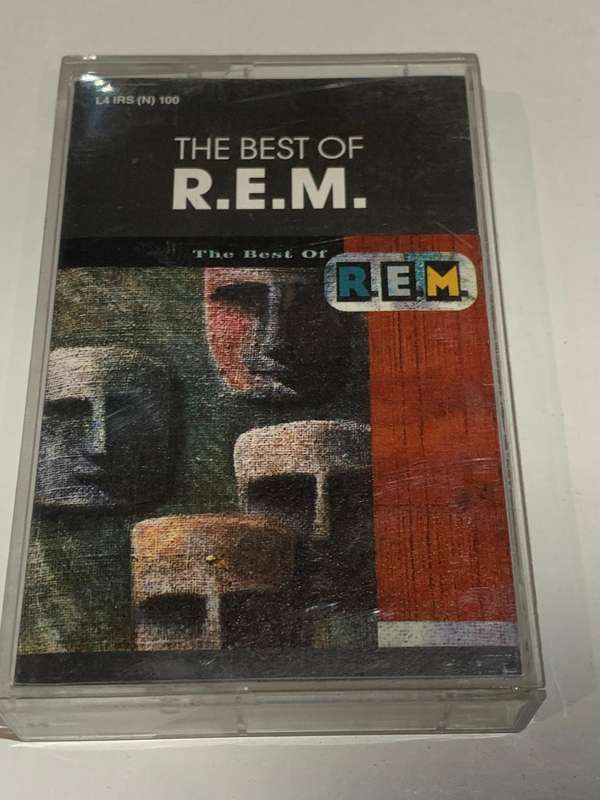 L4 IRS (N) 100
THE BEST OF
R.E.M.
The Best Of
R.E.M.